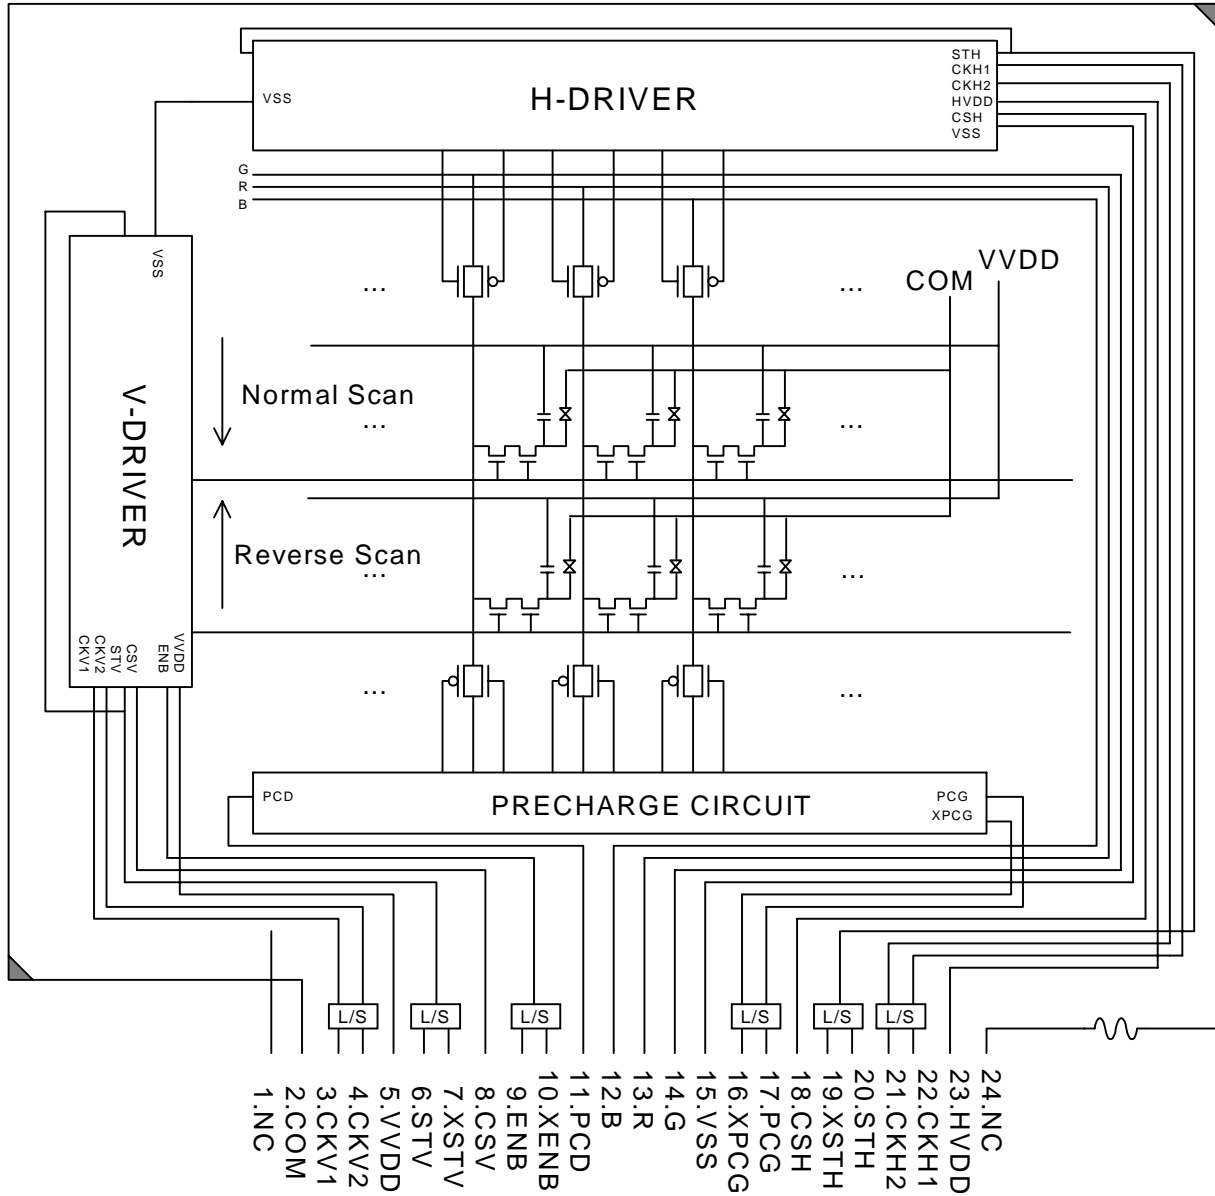 STH
CKH1
CKH2
HVDD
CSH
VSS
VSS
H-DRIVER
G
R
B
VSS
...
...
COM
VVDD
Normal Scan
...
...
V-DRIVER
Reverse Scan
...
...
CKV1
CKV2
STV
CSV
ENB
VVDD
...
...
PCD
PRECHARGE CIRCUIT
PCG
XPCG
L/S
L/S
L/S
L/S
L/S
L/S
1.NC
2.COM
3.CKV1
4.CKV2
5.VVDD
6.STV
7.XSTV
8.CSV
9.ENB
10.XENB
11.PCD
12.B
13.R
14.G
15.VSS
16.XPCG
17.PCG
18.CSH
19.XSTH
20.STH
21.CKH2
22.CKH1
23.HVDD
24.NC